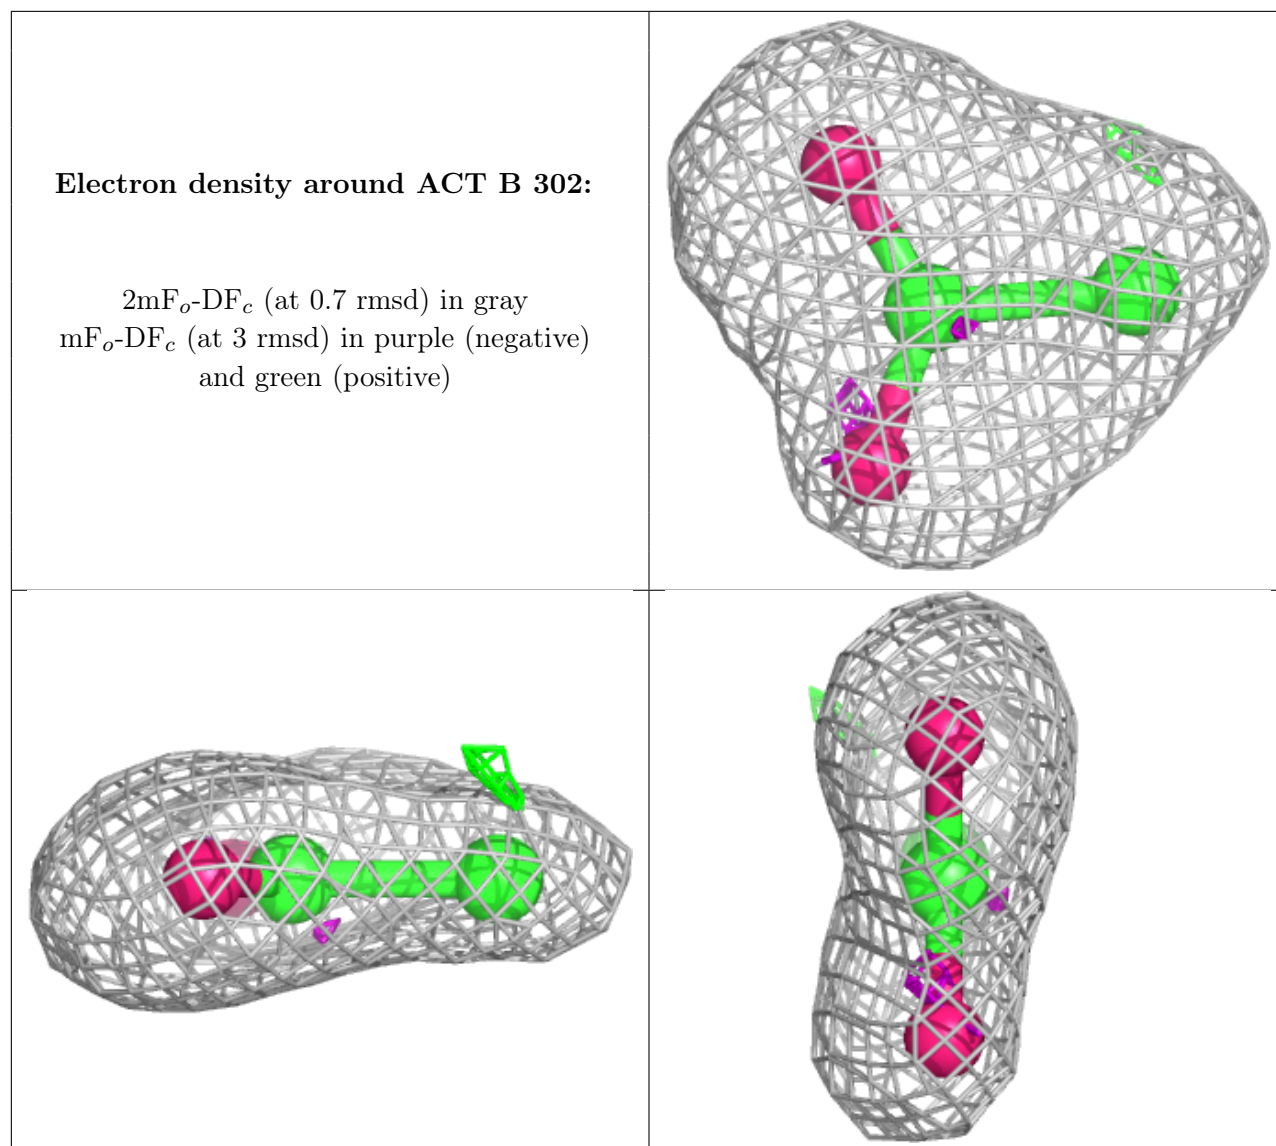 Electron density around ACT B 302:
2mFo-DFc (at 0.7 rmsd) in gray
mFo-DFc (at 3 rmsd) in purple (negative)
and green (positive)